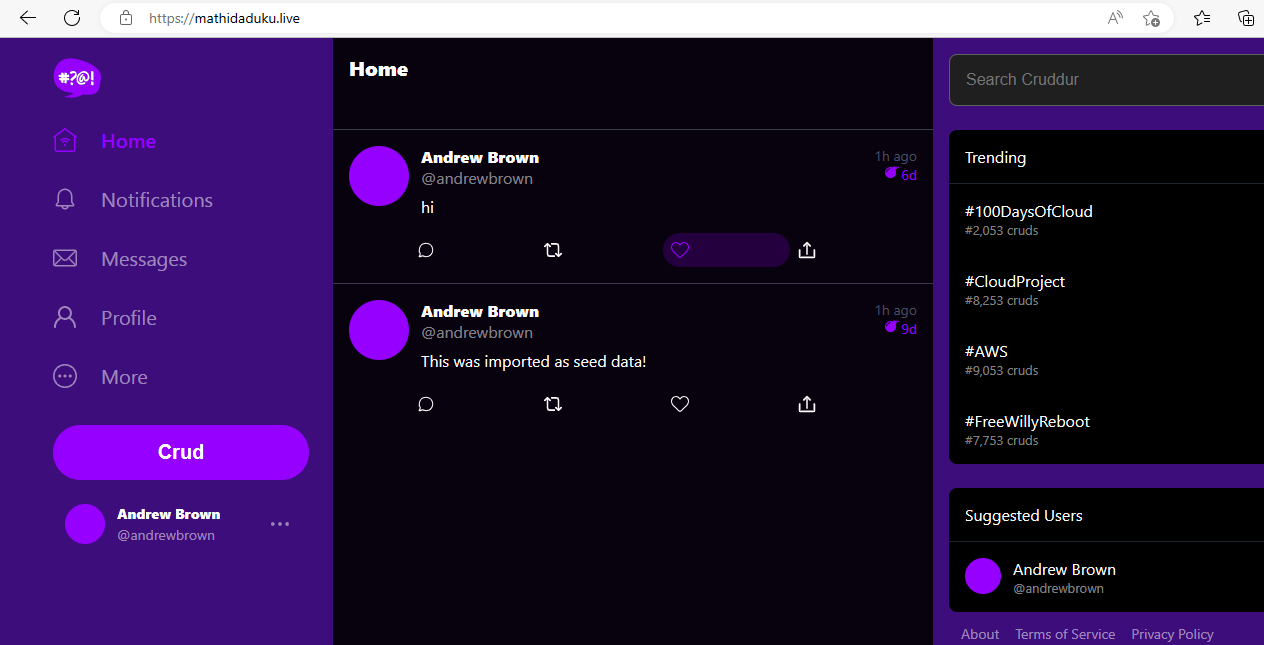 https://mathidaduku.live
#?@!
Home
Notifications
Messages
Profile
More
Crud
Andrew Brown
@andrewbrown
Home
Andrew Brown
@andrewbrown
1h ago
6d
hi
Andrew Brown
@andrewbrown
1h ago
9d
This was imported as seed data!
Search Cruddur
Trending
#100DaysOfCloud
#2,053 cruds
#CloudProject
#8,253 cruds
#AWS
#9,053 cruds
#FreeWillyReboot
#7,753 cruds
Suggested Users
Andrew Brown
@andrewbrown
About Terms of Service Privacy Policy